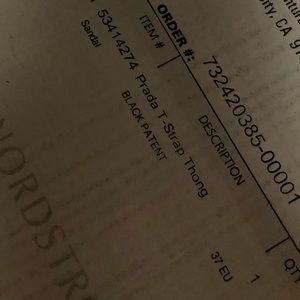 ity, CA 9
ORDER #: 732420385-00001
ITEM # DESCRIPTION QT
53414274 Prada T-Strap Thong 37 EU 1
Sandal BLACK PATENT
NORDSTR